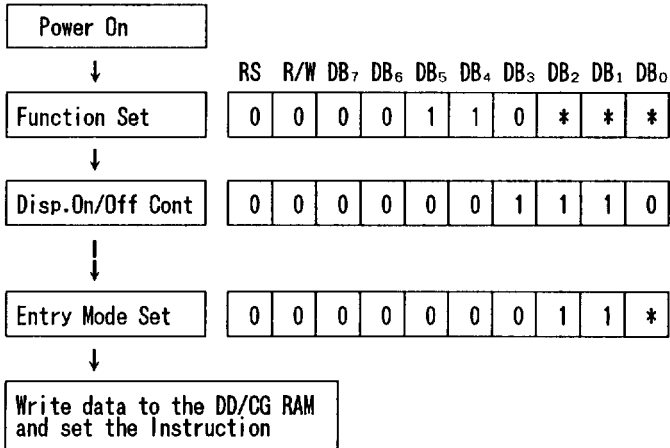 Power On
RS R/W DB₇ DB₆ DB₅ DB₄ DB₃ DB₂ DB₁ DB₀
Function Set 0 0 0 0 1 1 0 * * *
Disp.On/Off Cont 0 0 0 0 0 0 1 1 1 0
Entry Mode Set 0 0 0 0 0 0 0 1 1 *
Write data to the DD/CG RAM
and set the Instruction